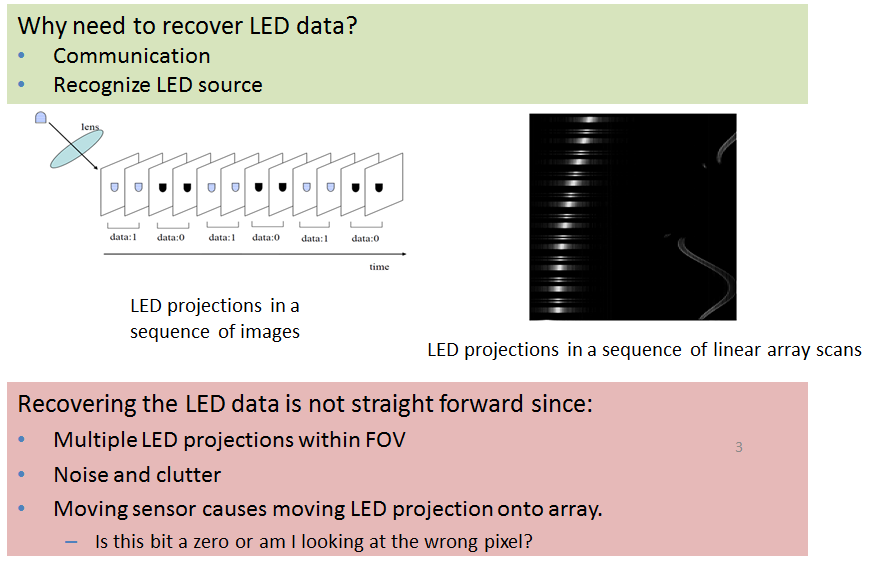 Why need to recover LED data?
• Communication
• Recognize LED source
lens
data:1 data:0 data:1 data:0 data:1 data:0
time
LED projections in a
sequence of images
LED projections in a sequence of linear array scans
Recovering the LED data is not straight forward since:
• Multiple LED projections within FOV
3
• Noise and clutter
• Moving sensor causes moving LED projection onto array.
– Is this bit a zero or am I looking at the wrong pixel?